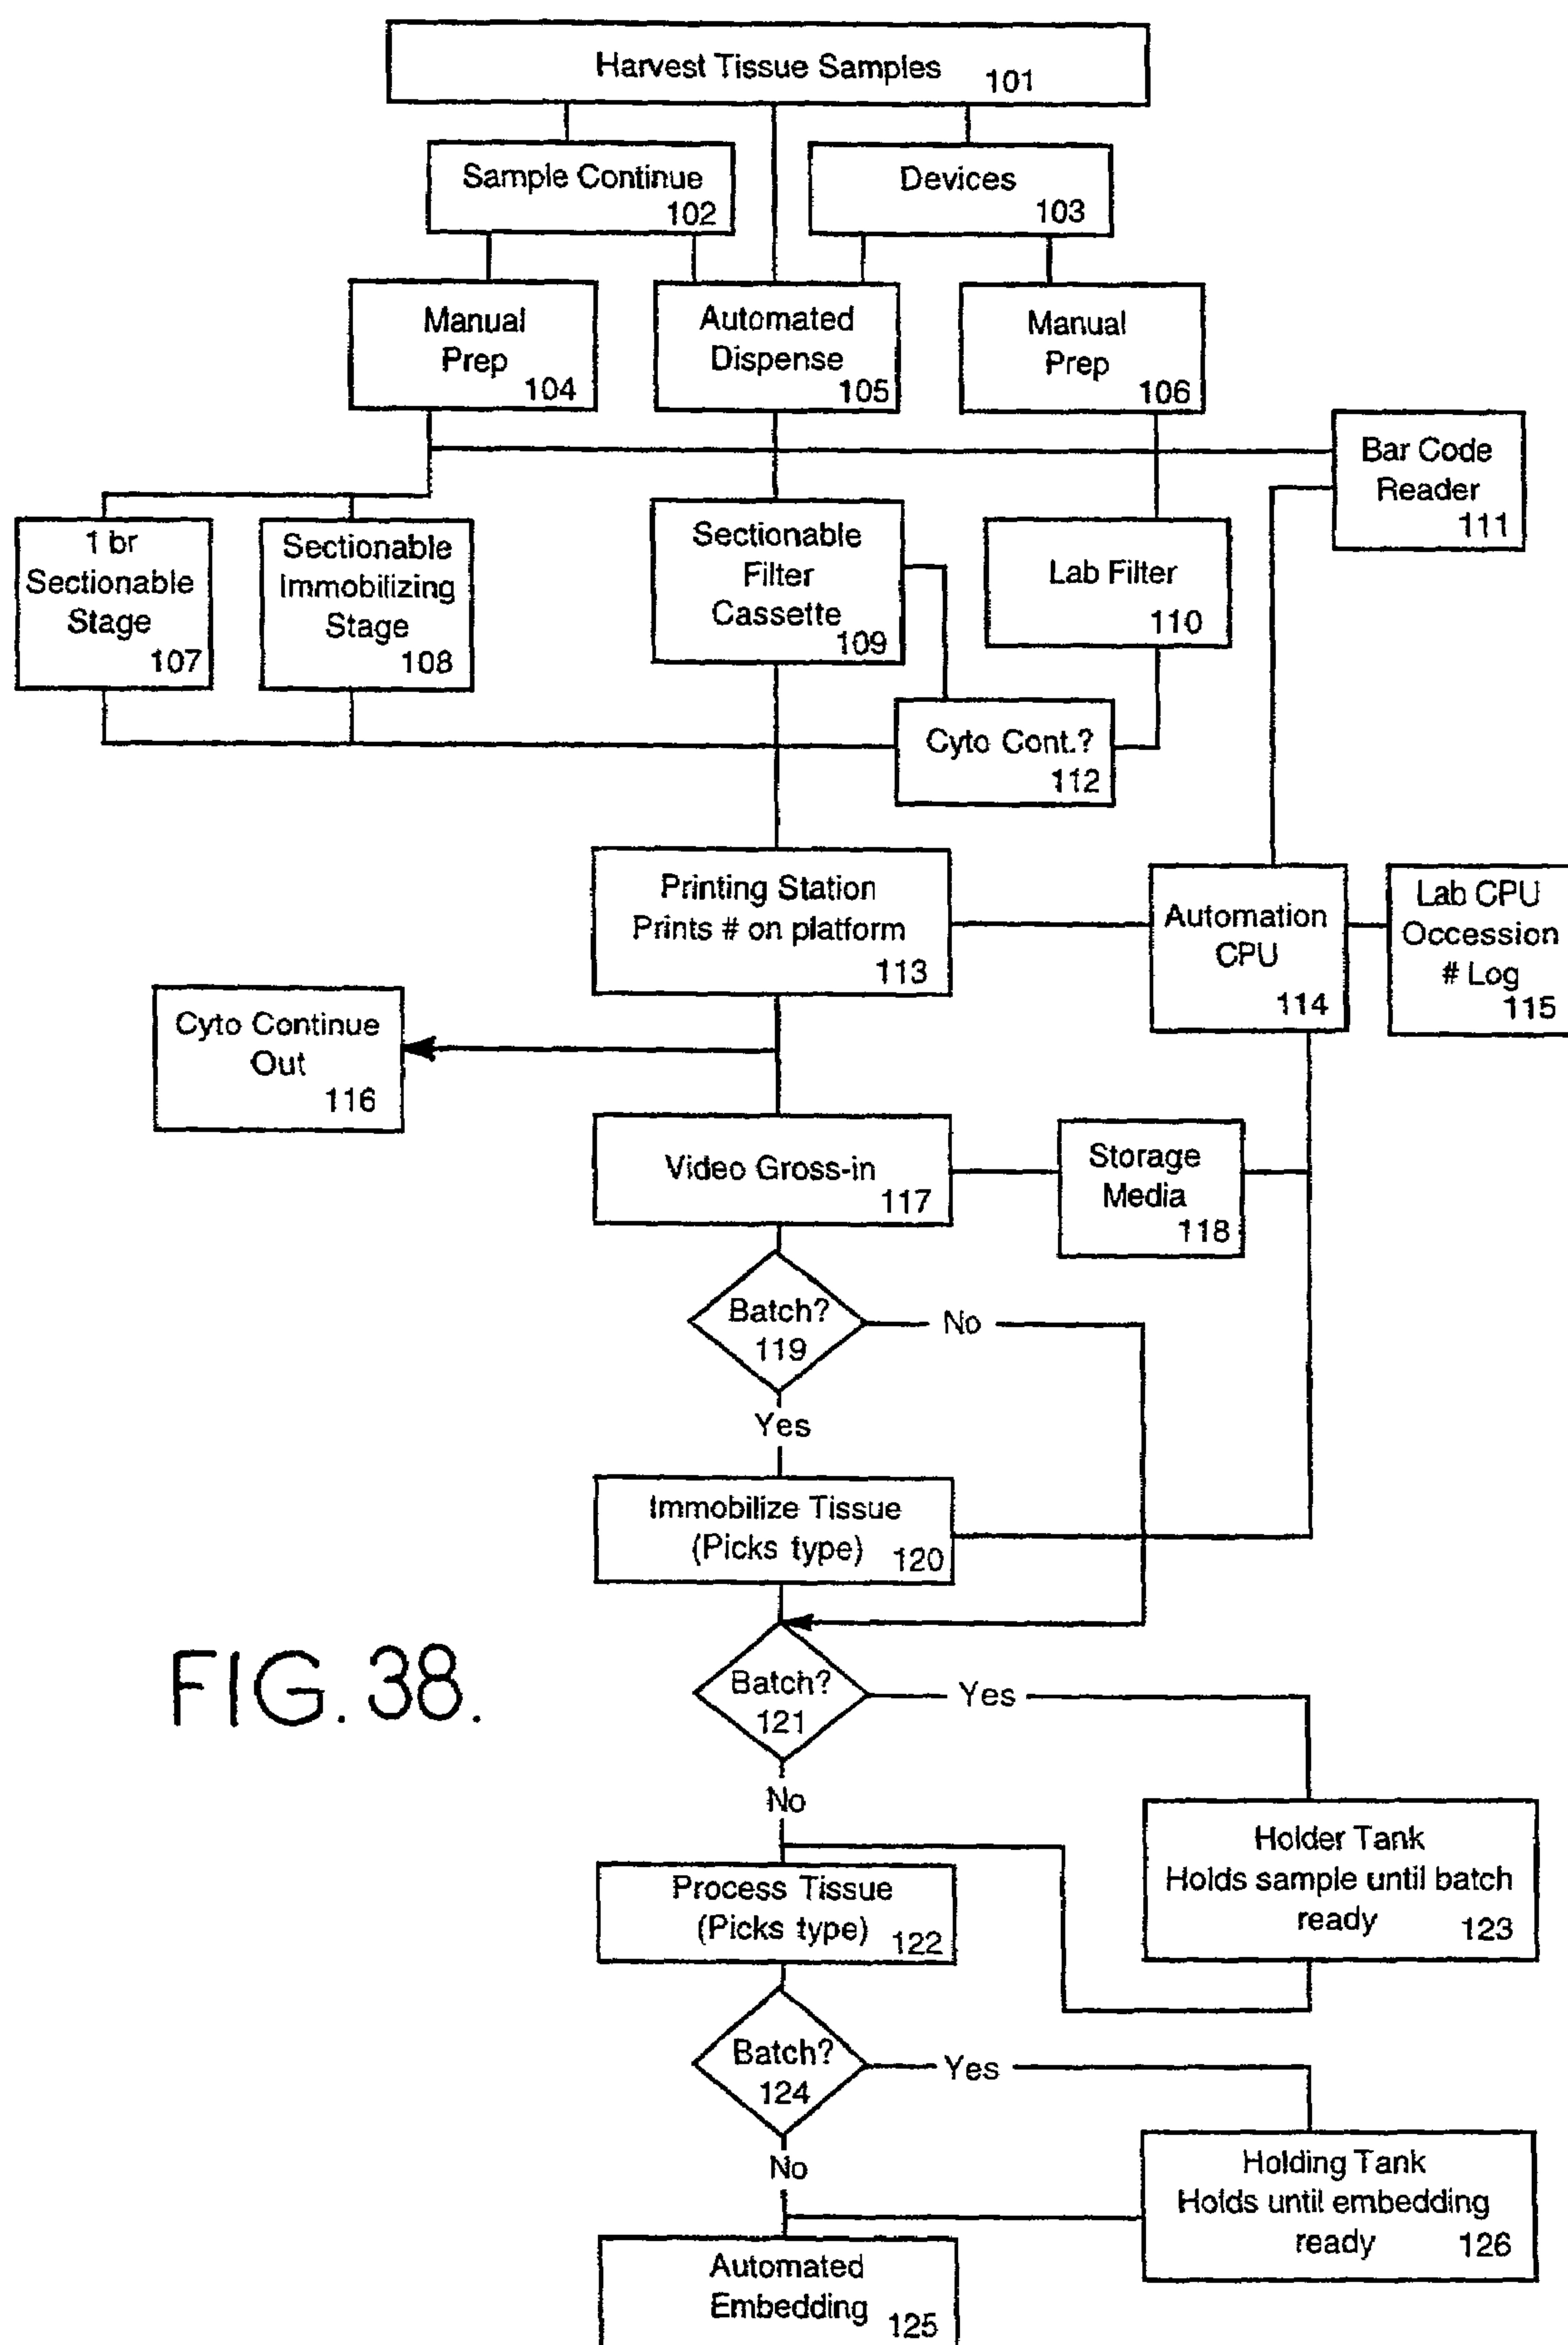 Harvest Tissue Samples 101
Sample Continue
102
Devices
103
Manual
Prep
104
Automated
Dispense
105
Manual
Prep
106
Bar Code
Reader
111
1 br
Sectionable
Stage
107
Sectionable
Immobilizing
Stage
108
Sectionable
Filter
Cassette
109
Lab Filter
110
Cyto Cont.?
112
Printing Station
Prints # on platform
113
Automation
CPU
114
Lab CPU
Occession
# Log
115
Cyto Continue
Out
116
Video Gross-in
117
Storage
Media
118
Batch?
119
No
Yes
Immobilize Tissue
(Picks type) 120
FIG. 38.
Batch?
121
Yes
No
Holder Tank
Holds sample until batch
ready 123
Process Tissue
(Picks type) 122
Batch?
124
Yes
No
Holding Tank
Holds until embedding
ready 126
Automated
Embedding 125